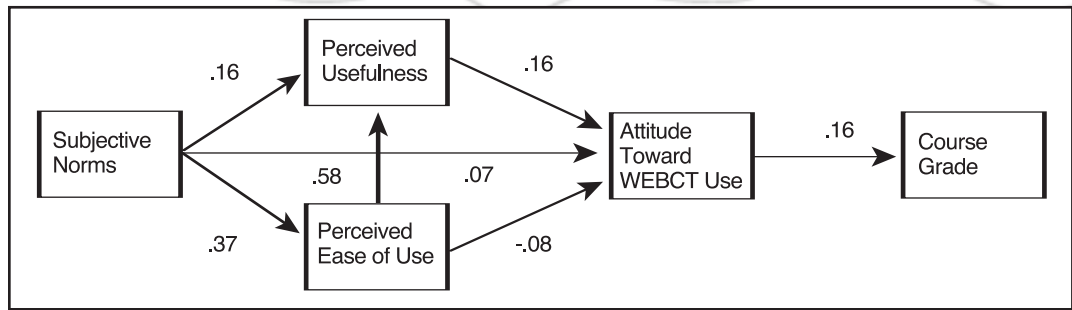 Perceived
Usefulness
.16
.16
Subjective
Norms
Attitude
Toward
WEBCT Use
.16
Course
Grade
.58
.07
Perceived
Ease of Use
.37
-.08